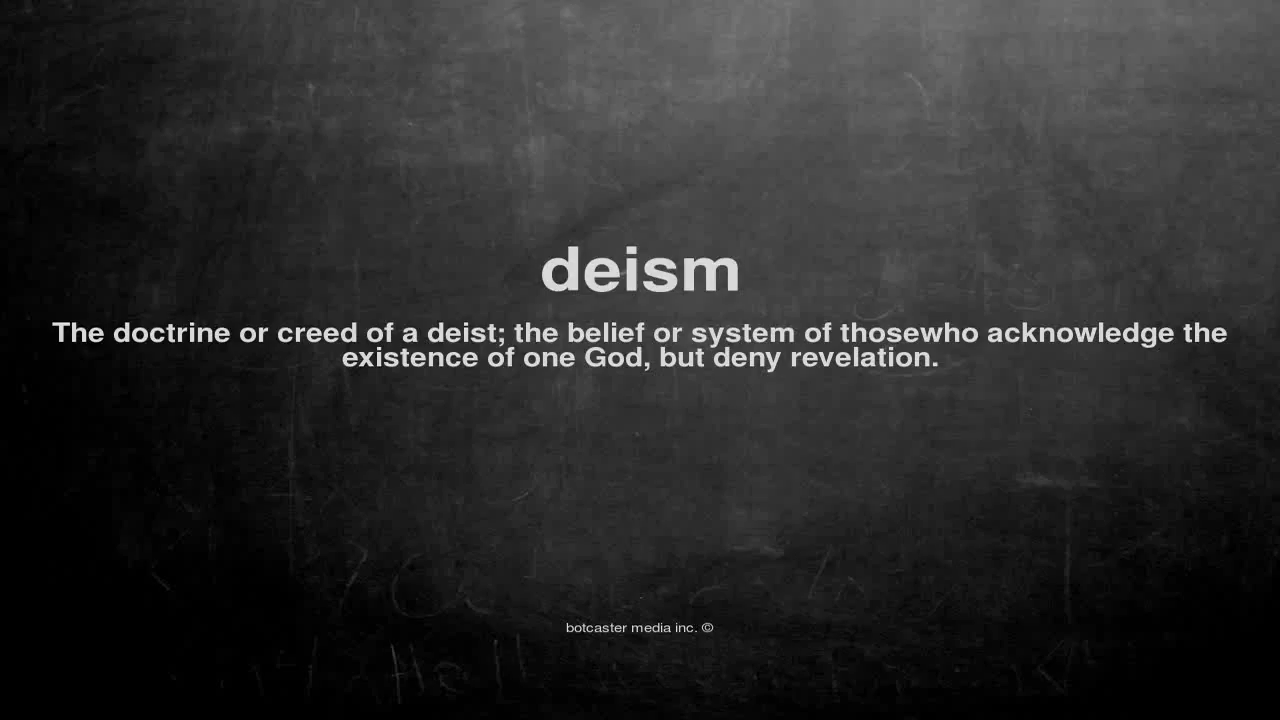 deism
The doctrine or creed of a deist; the belief or system of thosewho acknowledge the
existence of one God, but deny revelation.
botcaster media inc. ©